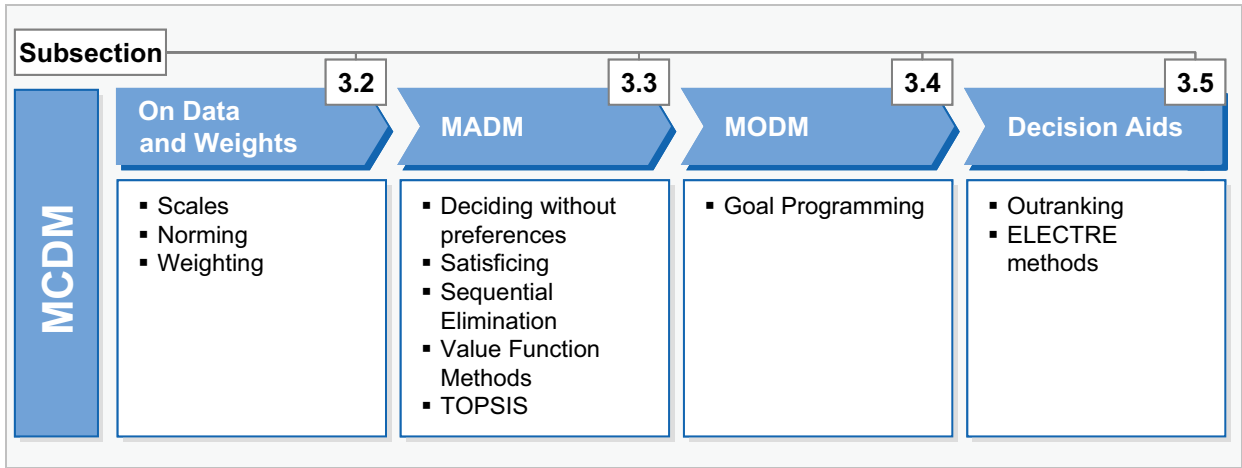 Subsection
3.2
3.3
3.4
3.5
MCDM
On Data
and Weights
MADM
MODM
Decision Aids
▪ Scales
▪ Norming
▪ Weighting
▪ Deciding without
preferences
▪ Satisficing
▪ Sequential
Elimination
▪ Value Function
Methods
▪ TOPSIS
▪ Goal Programming
▪ Outranking
▪ ELECTRE
methods